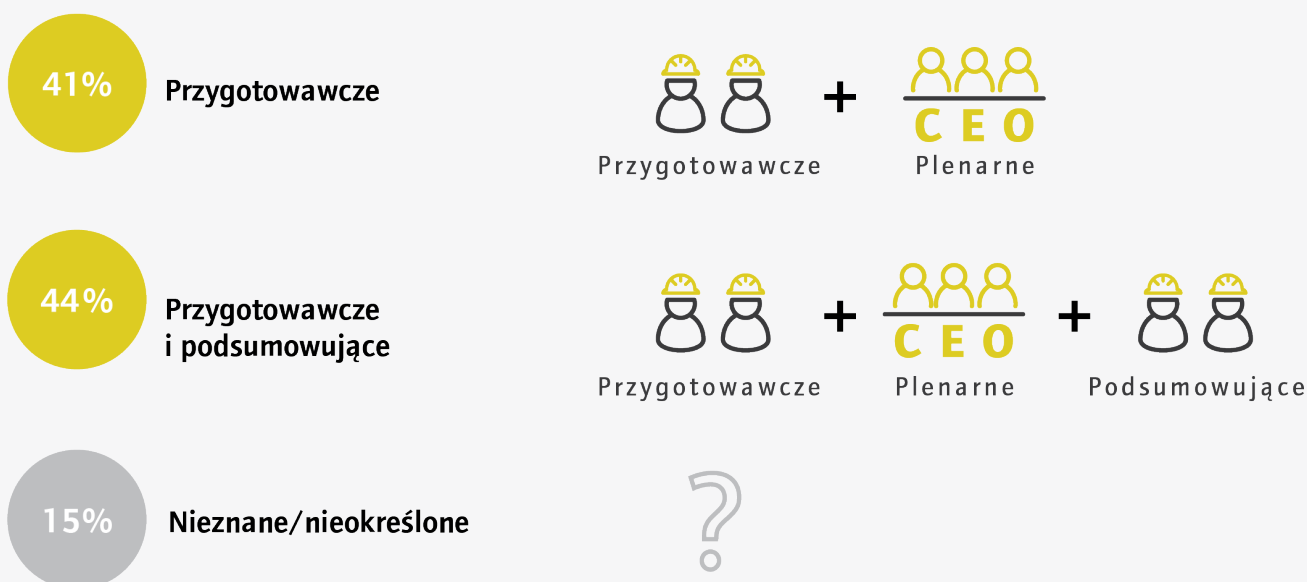 41%
Przygotowawcze
+
CEO
Przygotowawcze
Plenarne
44%
Przygotowawcze
i podsumowujące
+
CEO
+
Przygotowawcze
Plenarne
Podsumowujące
15%
Nieznane/nieokreślone
?